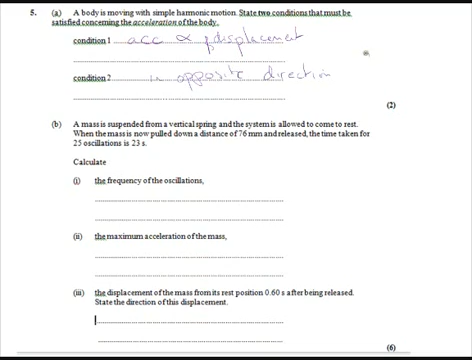 5. (a) A body is moving with simple harmonic motion. State two conditions that must be
satisfied concerning the acceleration of the body.
condition 1 acc ∝ displacement
condition 2 in opposite direction
(2)
(b) A mass is suspended from a vertical spring and the system is allowed to come to rest.
When the mass is now pulled down a distance of 76 mm and released, the time taken for
25 oscillations is 23 s.
Calculate
(i) the frequency of the oscillations,
(ii) the maximum acceleration of the mass,
(iii) the displacement of the mass from its rest position 0.60 s after being released.
State the direction of this displacement.
(6)